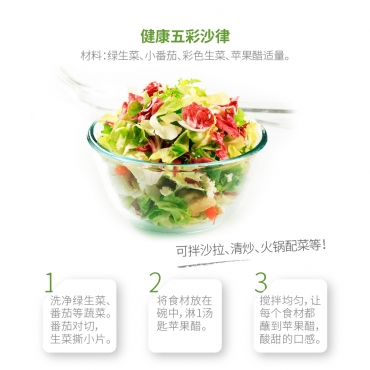 健康五彩沙律
材料：绿生菜、小番茄、彩色生菜、苹果醋适量。
可拌沙拉、清炒、火锅配菜等！
1
洗净绿生菜、
番茄等蔬菜。
番茄对切，
生菜撕小片。
2
将食材放在
碗中，淋1汤
匙苹果醋。
3
搅拌均匀，让
每个食材都
蘸到苹果醋，
酸甜的口感。